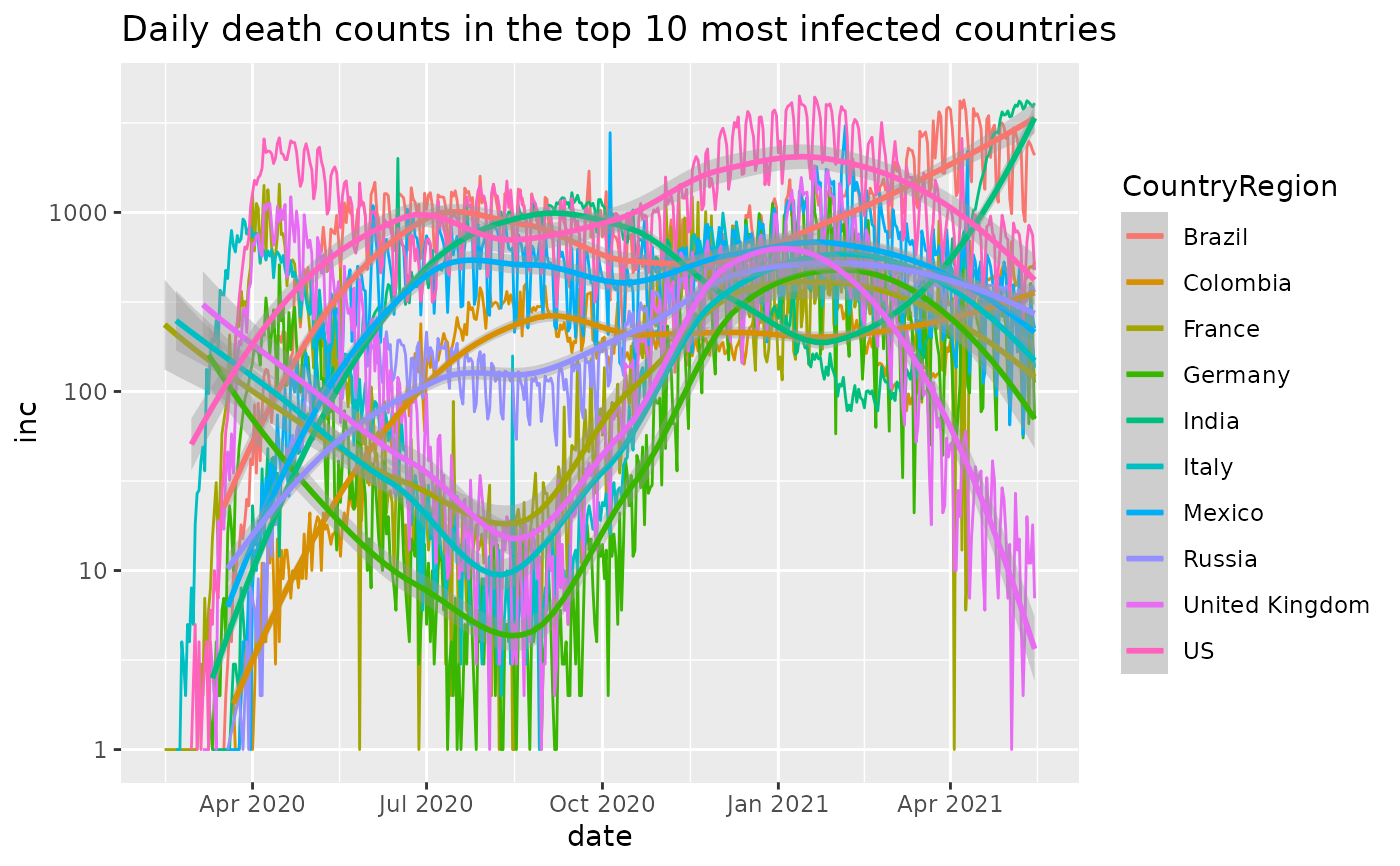 Daily death counts in the top 10 most infected countries
inc
1000
100
10
1
Apr 2020
Jul 2020
Oct 2020
Jan 2021
Apr 2021
date
CountryRegion
Brazil
Colombia
France
Germany
India
Italy
Mexico
Russia
United Kingdom
US